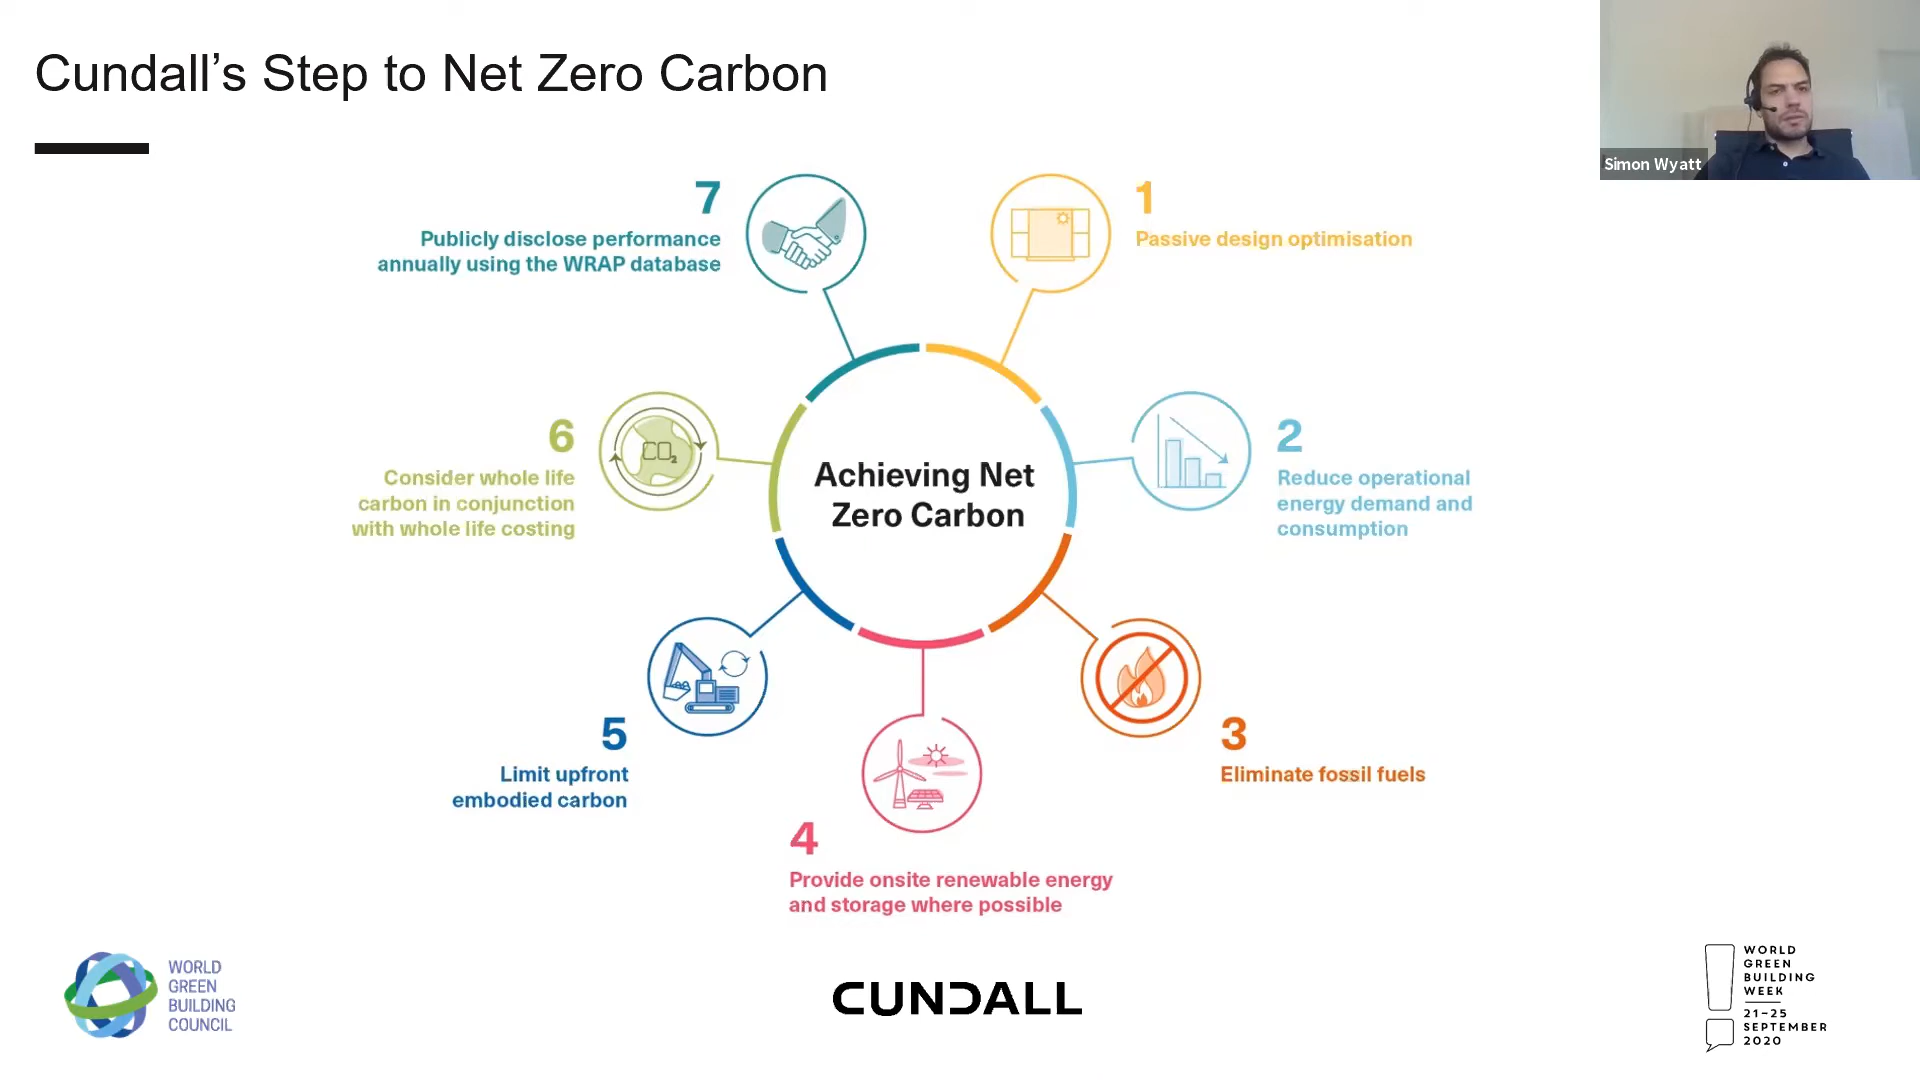 Cundall’s Step to Net Zero Carbon
Simon Wyatt
7
Publicly disclose performance
annually using the WRAP database
1
Passive design optimisation
6
Consider whole life
carbon in conjunction
with whole life costing
CO₂
Achieving Net
Zero Carbon
2
Reduce operational
energy demand and
consumption
5
Limit upfront
embodied carbon
3
Eliminate fossil fuels
4
Provide onsite renewable energy
and storage where possible
WORLD
GREEN
BUILDING
COUNCIL
CUNDALL
WORLD
GREEN
BUILDING
WEEK
21–25
SEPTEMBER
2020